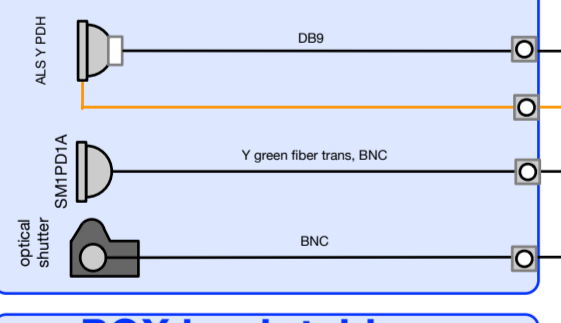 ALS Y PDH
DB9
SM1PD1A
Y green fiber trans, BNC
optical
shutter
BNC